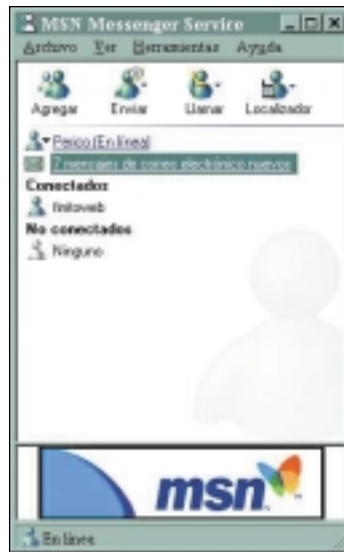 MSN Messenger Service
Archivo Ver Herramientas Ayuda
Agregar Enviar Llamar Localizador
Perico (En línea)
7 mensajes de correo electrónico nuevos
Conectados
finitoweb
No conectados
Ninguno
msn
En línea